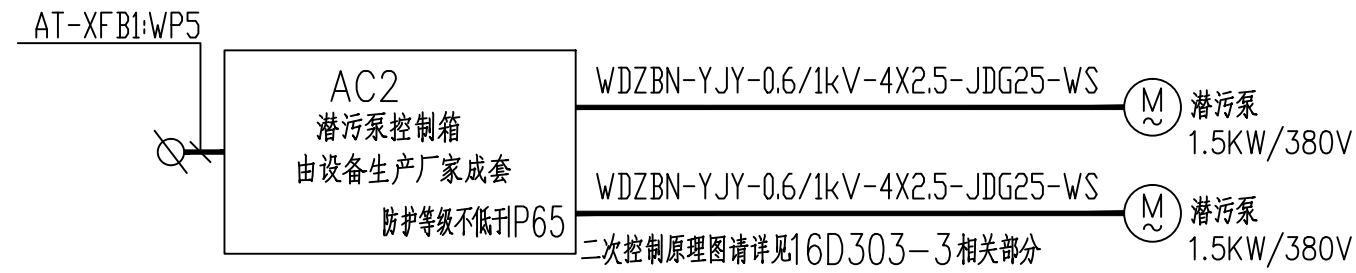 AT-XFB1:WP5
AC2
潜污泵控制箱
由设备生产厂家成套
防护等级不低于IP65
WDZBN-YJY-0.6/1kV-4X2.5-JDG25-WS
M
~
潜污泵
1.5KW/380V
WDZBN-YJY-0.6/1kV-4X2.5-JDG25-WS
M
~
潜污泵
1.5KW/380V
二次控制原理图请详见16D303-3相关部分